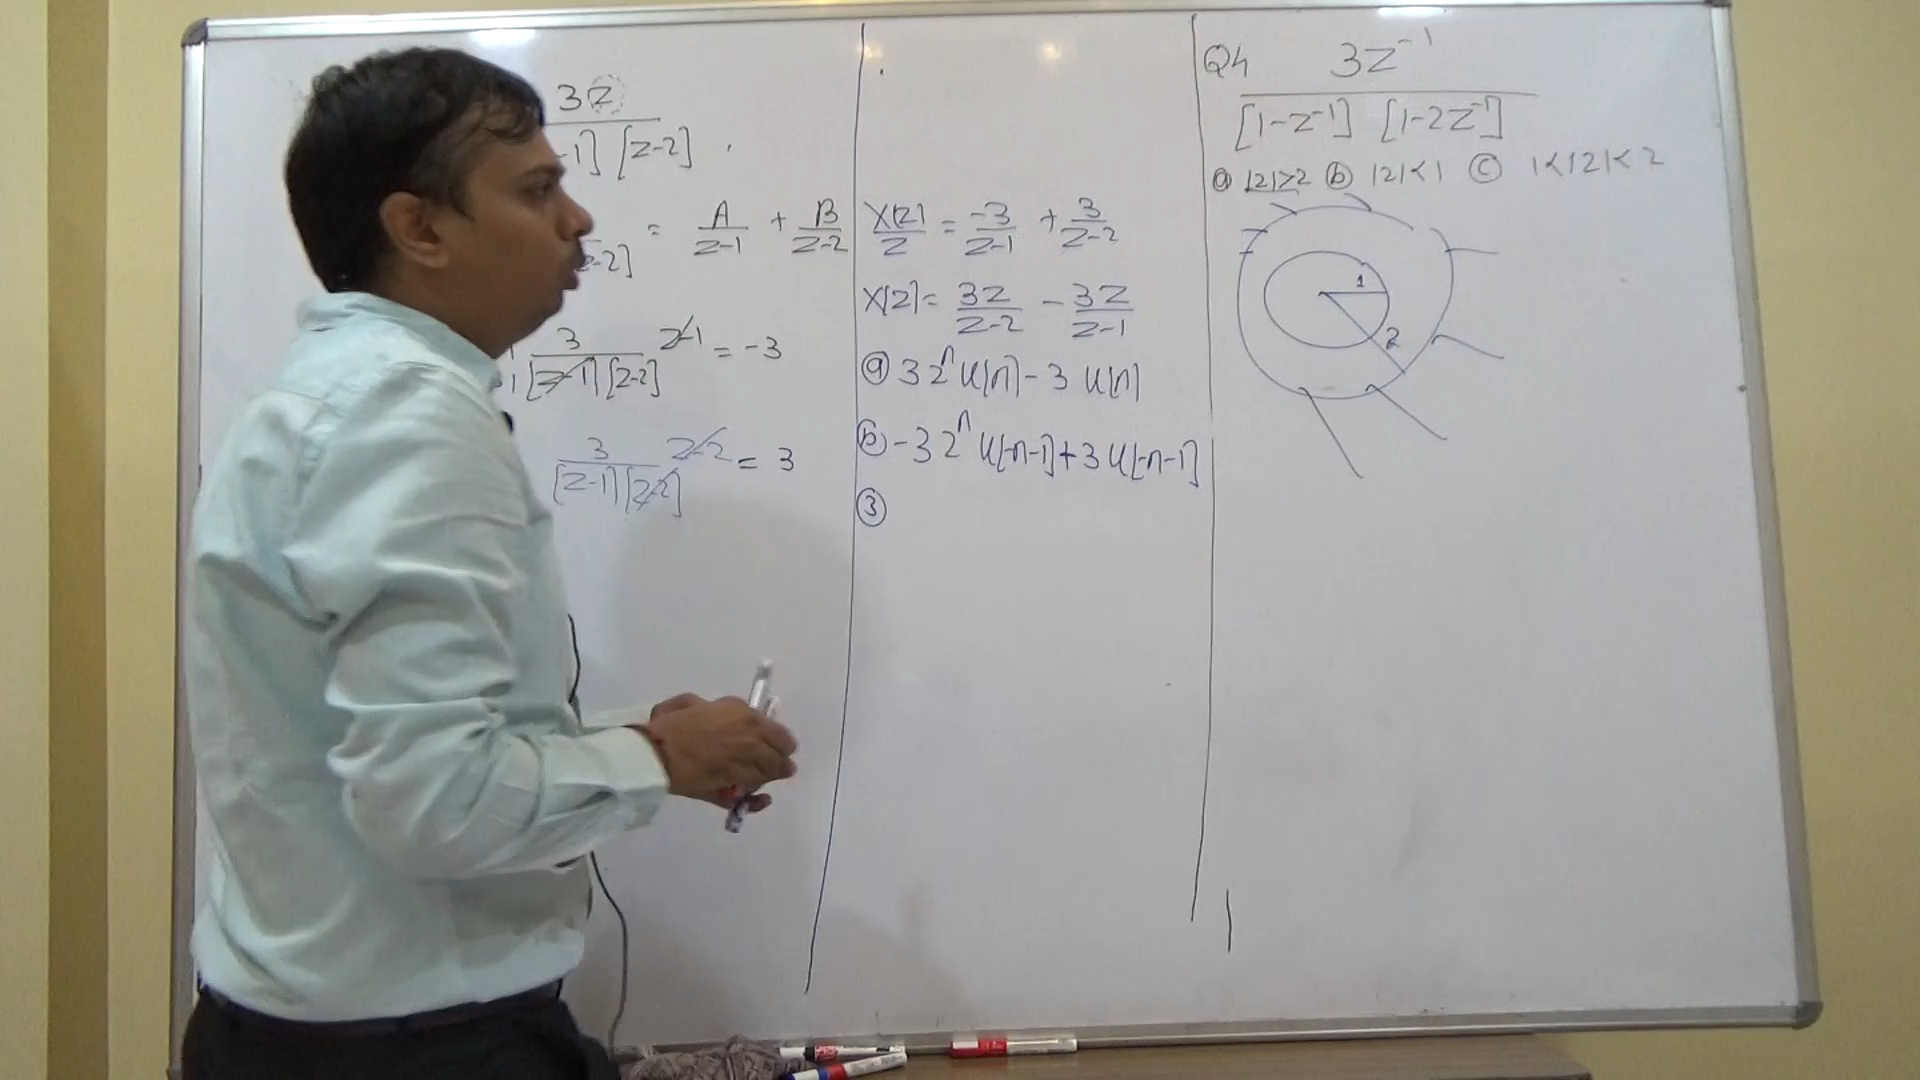 3z
-1] [z-2]
z-2] = A/z-1 + B/z-2
3/[z-1][z-2] z-1 = -3
3/[z-1][z-2] z-2 = 3
X[z]/z = -3/z-1 + 3/z-2
X[z] = 3z/z-2 - 3z/z-1
ⓐ 3 2^n u[n] - 3 u[n]
ⓑ -3 2^n u[-n-1] + 3 u[-n-1]
③
Q4 3z^-1
[1-z^-1] [1-2z^-1]
ⓐ |z|>2 ⓑ |z|<1 ⓒ 1<|z|<2
1
2